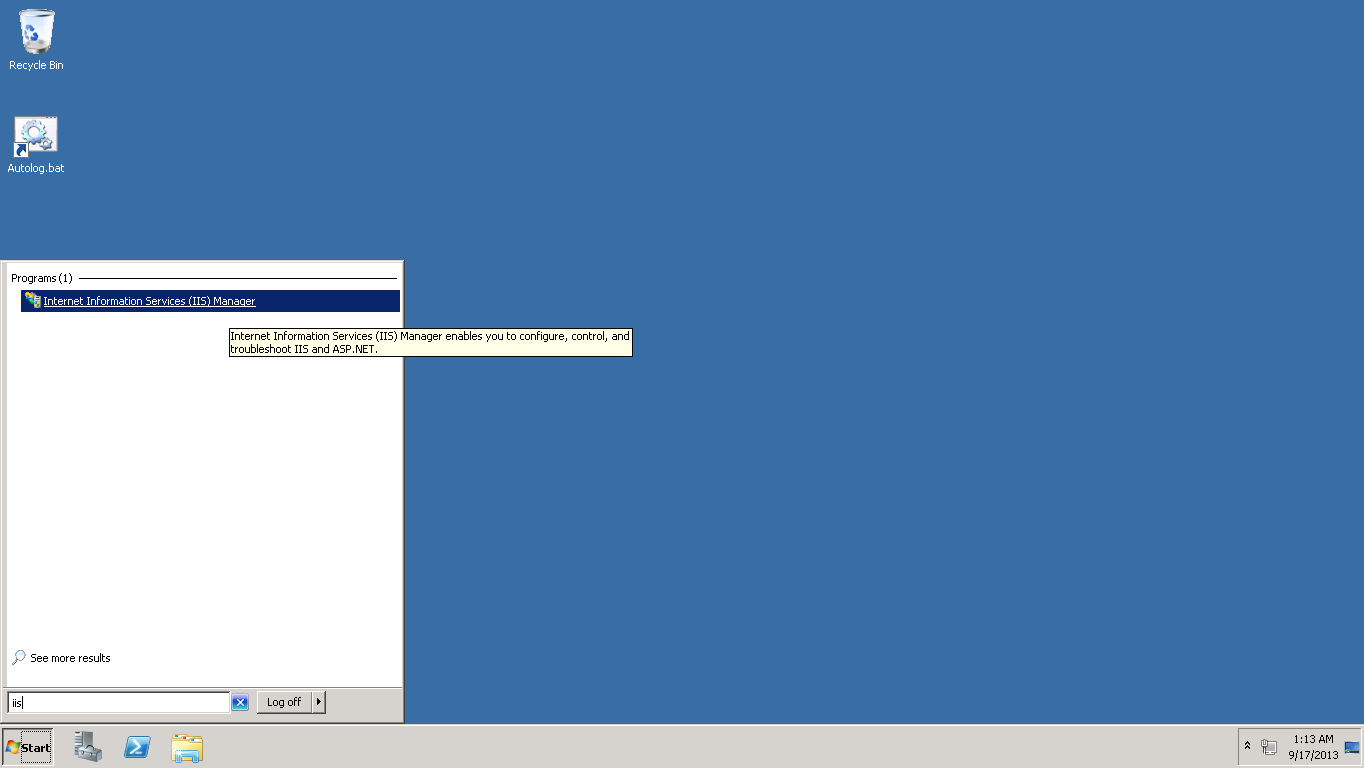 Recycle Bin
Autolog.bat
Programs (1)
Internet Information Services (IIS) Manager
Internet Information Services (IIS) Manager enables you to configure, control, and
troubleshoot IIS and ASP.NET.
See more results
iis
Log off
Start
1:13 AM
9/17/2013